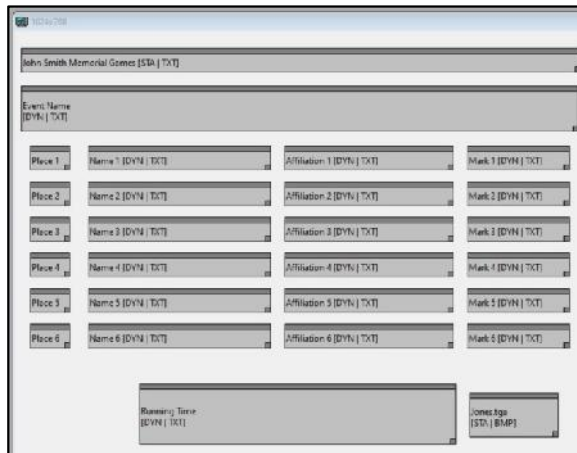 1024x768
John Smith Memorial Games [STA | TXT]
Event Name
[DYN | TXT]
Place 1 Name 1 [DYN | TXT] Affiliation 1 [DYN | TXT] Mark 1 [DYN | TXT]
Place 2 Name 2 [DYN | TXT] Affiliation 2 [DYN | TXT] Mark 2 [DYN | TXT]
Place 3 Name 3 [DYN | TXT] Affiliation 3 [DYN | TXT] Mark 3 [DYN | TXT]
Place 4 Name 4 [DYN | TXT] Affiliation 4 [DYN | TXT] Mark 4 [DYN | TXT]
Place 5 Name 5 [DYN | TXT] Affiliation 5 [DYN | TXT] Mark 5 [DYN | TXT]
Place 6 Name 6 [DYN | TXT] Affiliation 6 [DYN | TXT] Mark 6 [DYN | TXT]
Running Time
[DYN | TXT]
Jones.tga
[STA | BMP]